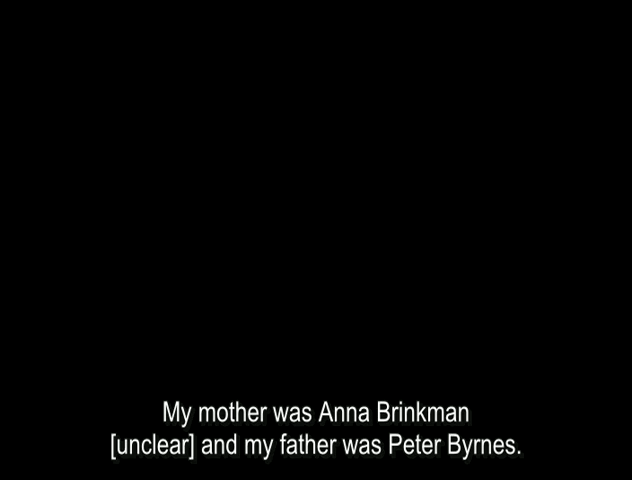 My mother was Anna Brinkman
[unclear] and my father was Peter Byrnes.